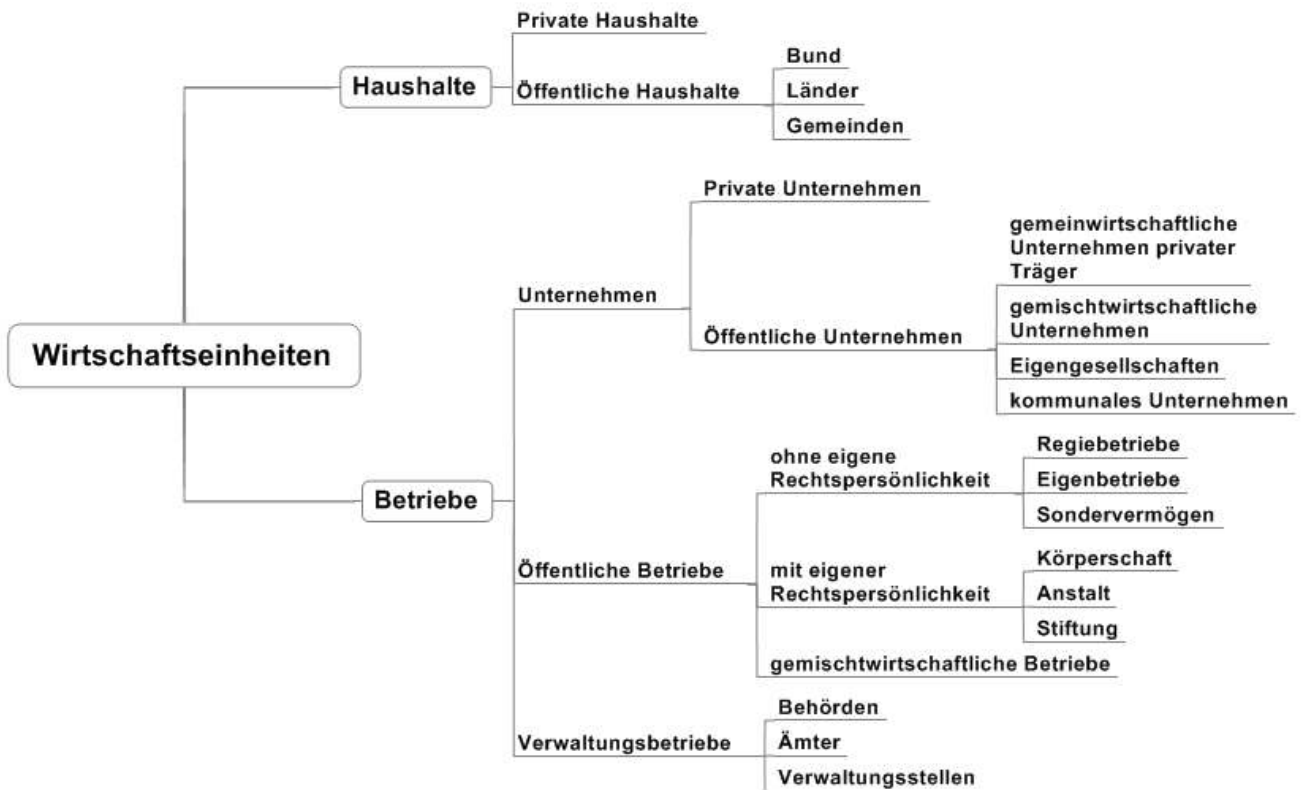 Private Haushalte
Haushalte
Öffentliche Haushalte
Bund
Länder
Gemeinden
Wirtschaftseinheiten
Betriebe
Unternehmen
Private Unternehmen
Öffentliche Unternehmen
gemeinwirtschaftliche
Unternehmen privater
Träger
gemischtwirtschaftliche
Unternehmen
Eigengesellschaften
kommunales Unternehmen
Öffentliche Betriebe
ohne eigene
Rechtspersönlichkeit
Regiebetriebe
Eigenbetriebe
Sondervermögen
mit eigener
Rechtspersönlichkeit
Körperschaft
Anstalt
Stiftung
gemischtwirtschaftliche Betriebe
Verwaltungsbetriebe
Behörden
Ämter
Verwaltungsstellen